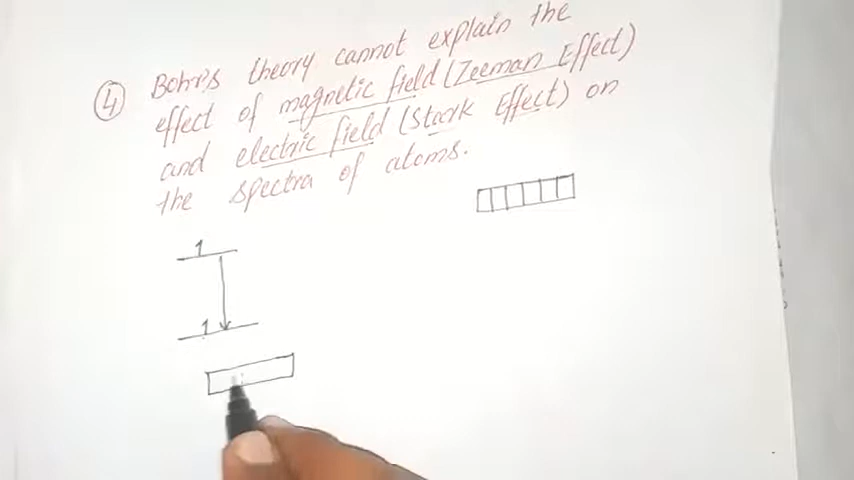 4 Bohr's theory cannot explain the
effect of magnetic field (Zeeman Effect)
and electric field (Stark Effect) on
the spectra of atoms.
1
1